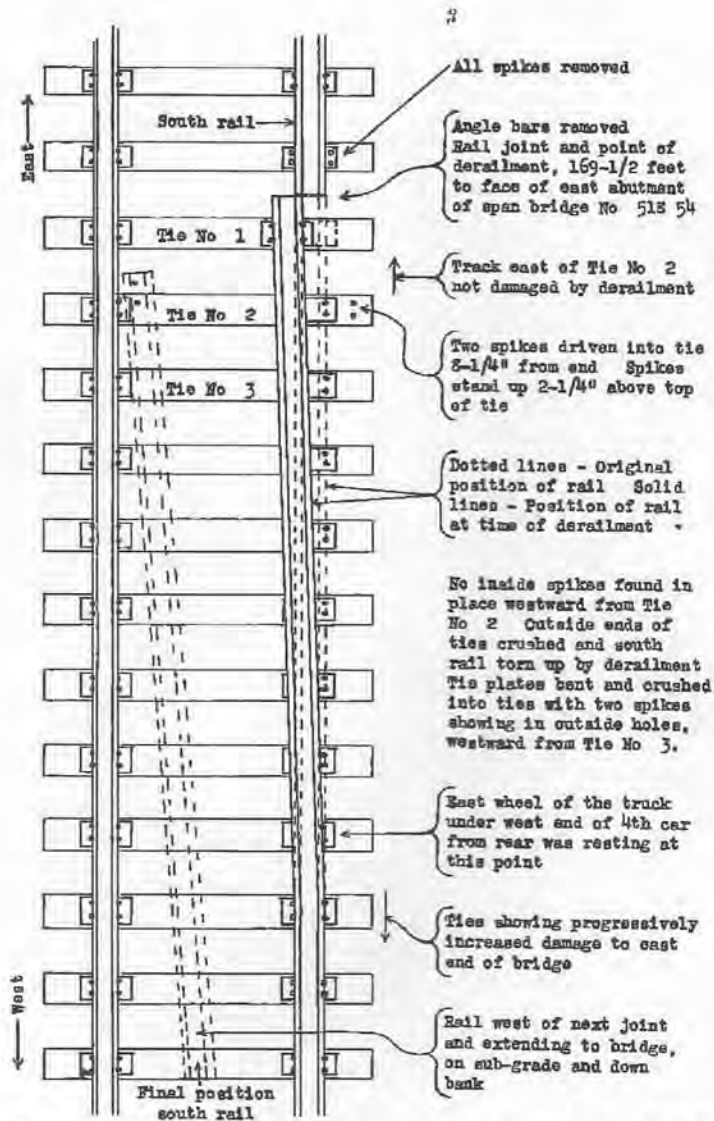 All spikes removed
South rail
East
Angle bars removed
Rail joint and point of
derailment, 169-1/2 feet
to face of east abutment
of span bridge No 513 54
Tie No 1
Track east of Tie No 2
not damaged by derailment
Tie No 2
Two spikes driven into tie
8-1/4" from end Spikes
stand up 2-1/4" above top
of tie
Tie No 3
Dotted lines - Original
position of rail Solid
lines - Position of rail
at time of derailment
No inside spikes found in
place westward from Tie
No 2 Outside ends of
ties crushed and south
rail torn up by derailment
Tie plates bent and crushed
into ties with two spikes
showing in outside holes,
westward from Tie No 3.
East wheel of the truck
under west end of 4th car
from rear was resting at
this point
Ties showing progressively
increased damage to east
end of bridge
West
Rail west of next joint
and extending to bridge,
on sub-grade and down
bank
Final position
south rail